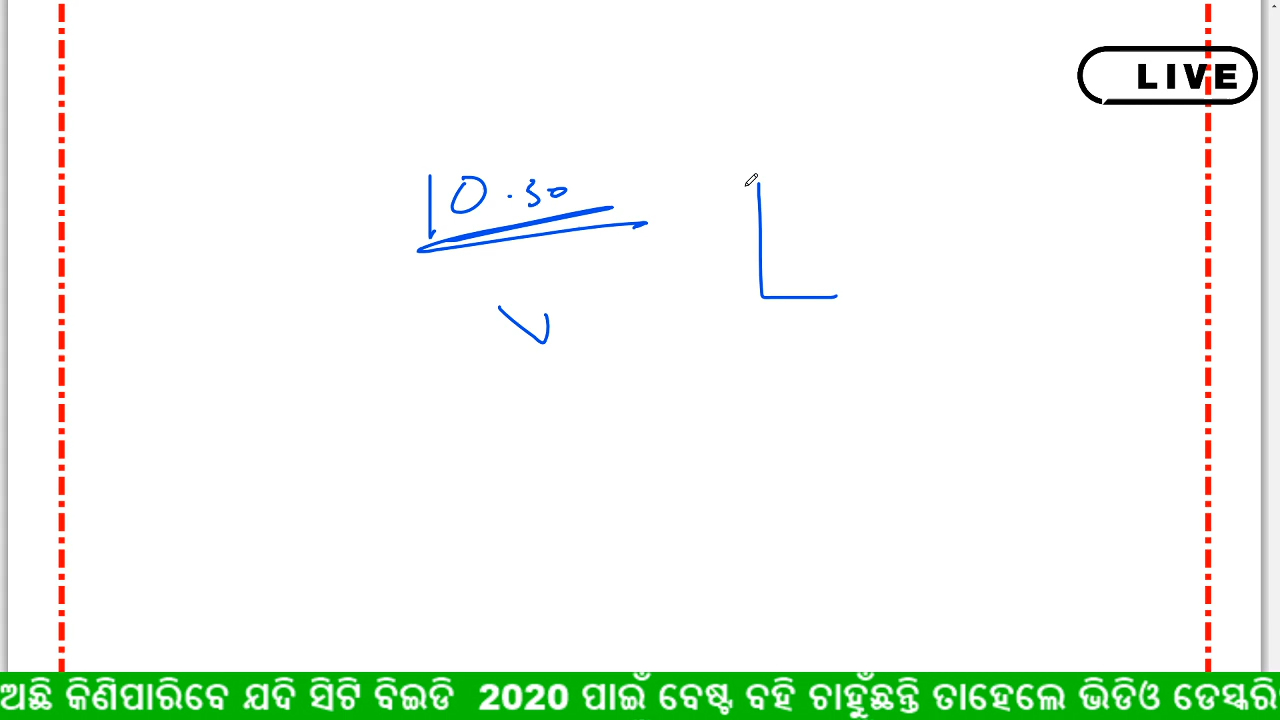 LIVE
10.30
ଅଛି କିଣିପାରିବେ ଯଦି ସିଟି ବିଇଡି 2020 ପାଇଁ ବେଷ୍ଟ ବହି ଚାହୁଁଛନ୍ତି ତାହେଲେ ଭିଡିଓ ଡେସ୍କରି